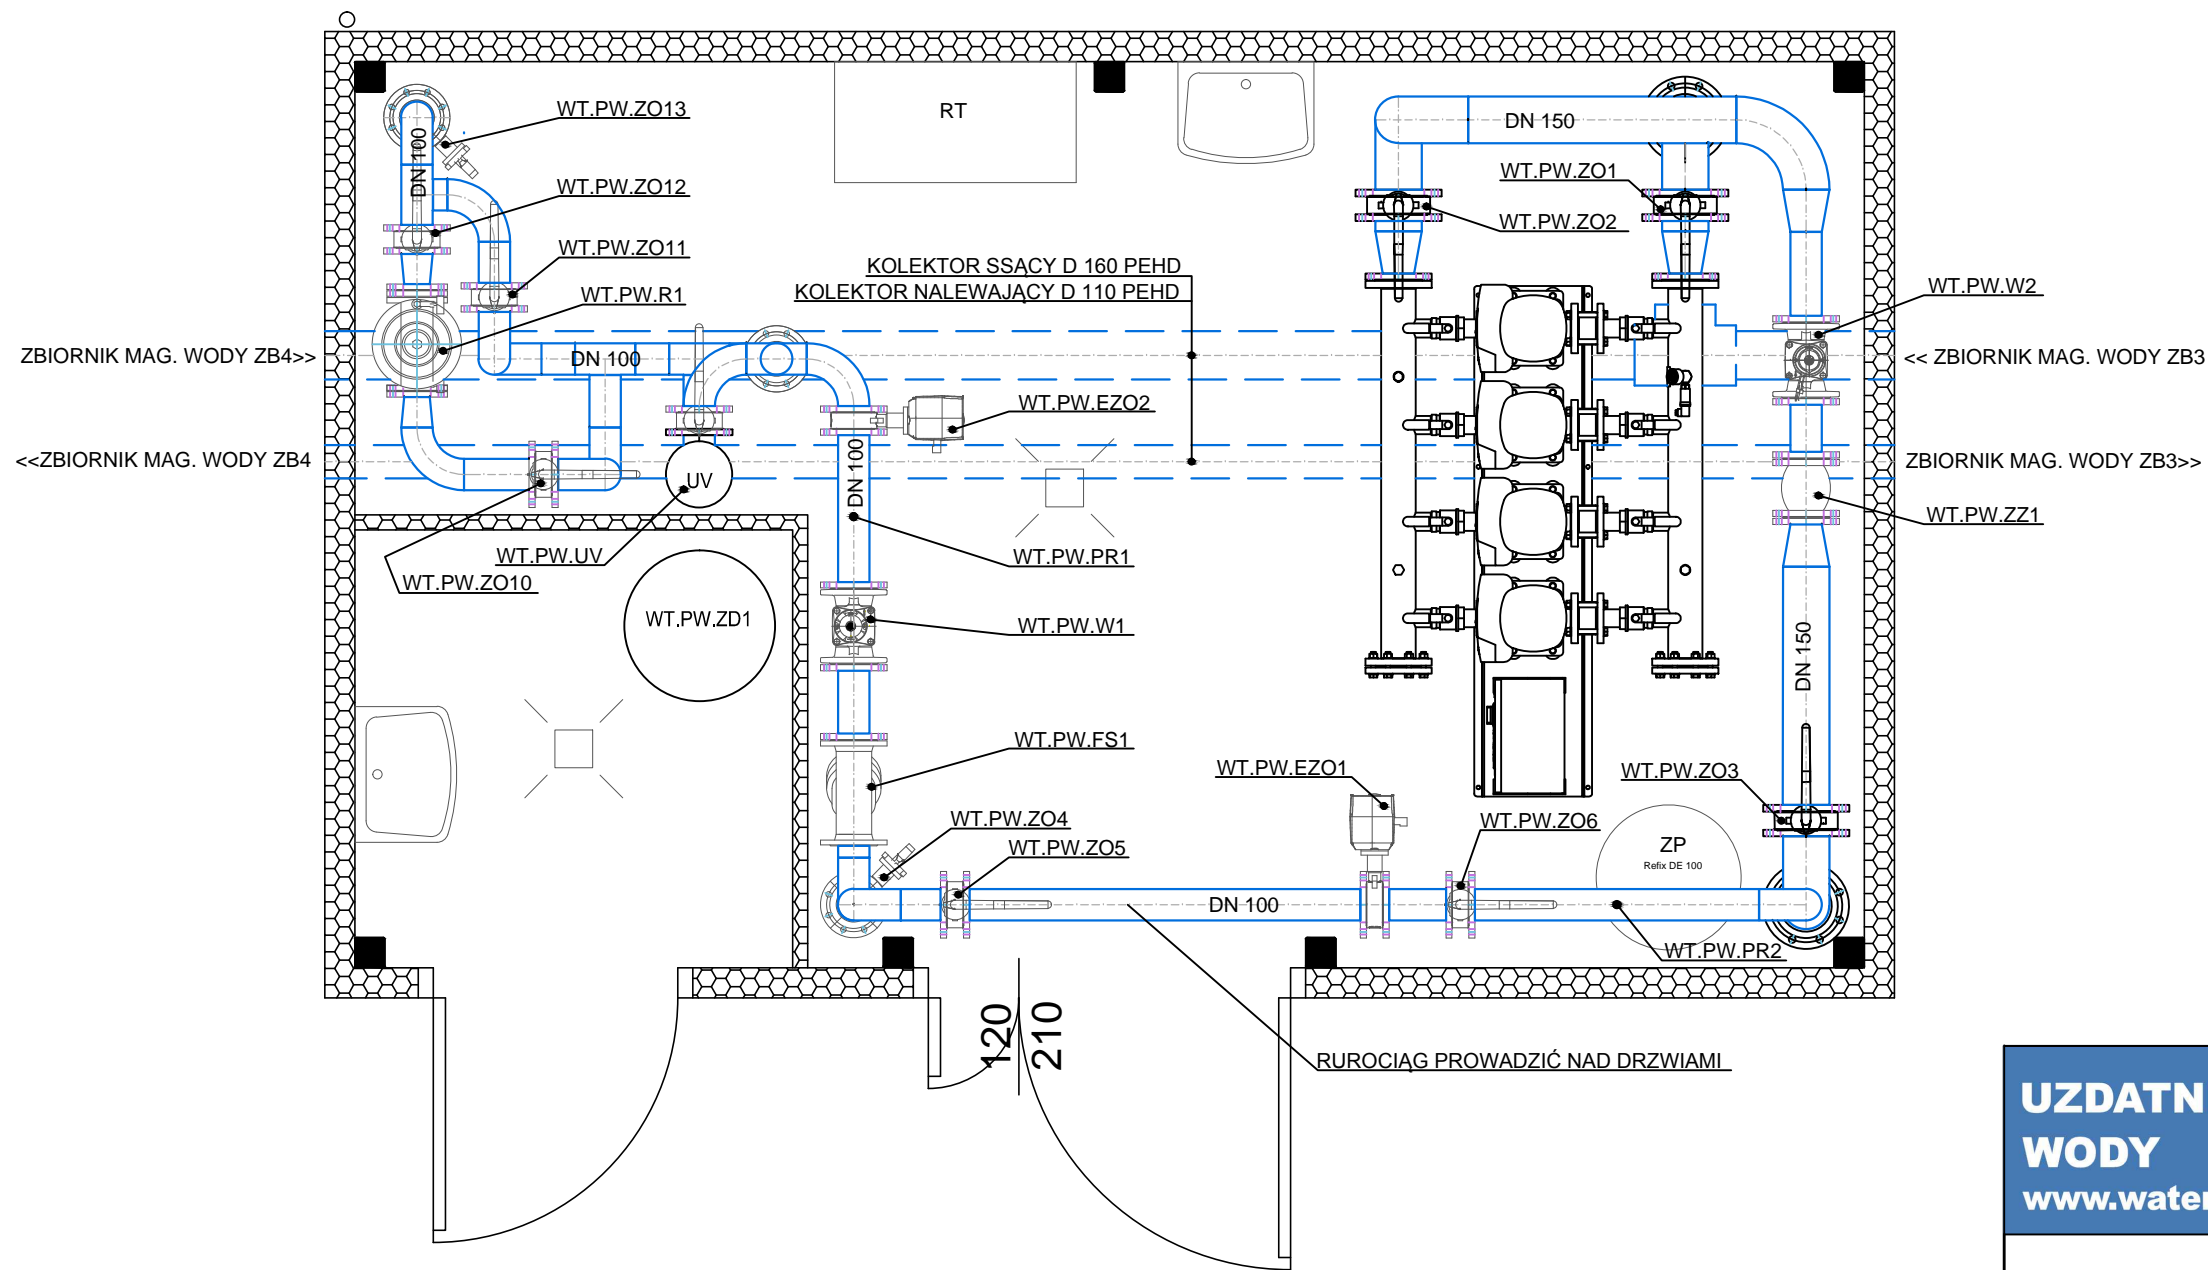 WT.PW.ZO13
RT
DN 150
DN 100
WT.PW.ZO12
WT.PW.ZO1
WT.PW.ZO2
WT.PW.ZO11
KOLEKTOR SSĄCY D 160 PEHD
KOLEKTOR NALEWAJĄCY D 110 PEHD
WT.PW.R1
WT.PW.W2
ZBIORNIK MAG. WODY ZB4>>
DN 100
<< ZBIORNIK MAG. WODY ZB3
WT.PW.EZO2
<<ZBIORNIK MAG. WODY ZB4
ZBIORNIK MAG. WODY ZB3>>
UV
DN 100
WT.PW.ZZ1
WT.PW.UV
WT.PW.PR1
WT.PW.ZO10
WT.PW.ZD1
WT.PW.W1
DN 150
WT.PW.FS1
WT.PW.EZO1
WT.PW.ZO3
WT.PW.ZO4
WT.PW.ZO6
WT.PW.ZO5
ZP
Refix DE 100
DN 100
WT.PW.PR2
120
210
RUROCIĄG PROWADZIĆ NAD DRZWIAMI
UZDATN
WODY
www.water